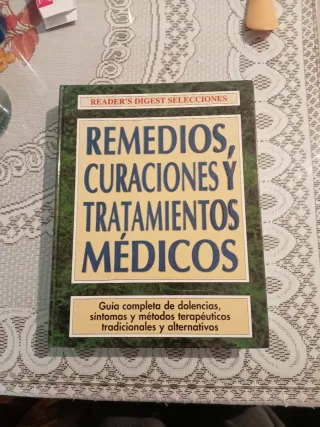 READER'S DIGEST SELECCIONES
REMEDIOS,
CURACIONES Y
TRATAMIENTOS
MÉDICOS
Guía completa de dolencias,
síntomas y métodos terapéuticos
tradicionales y alternativos